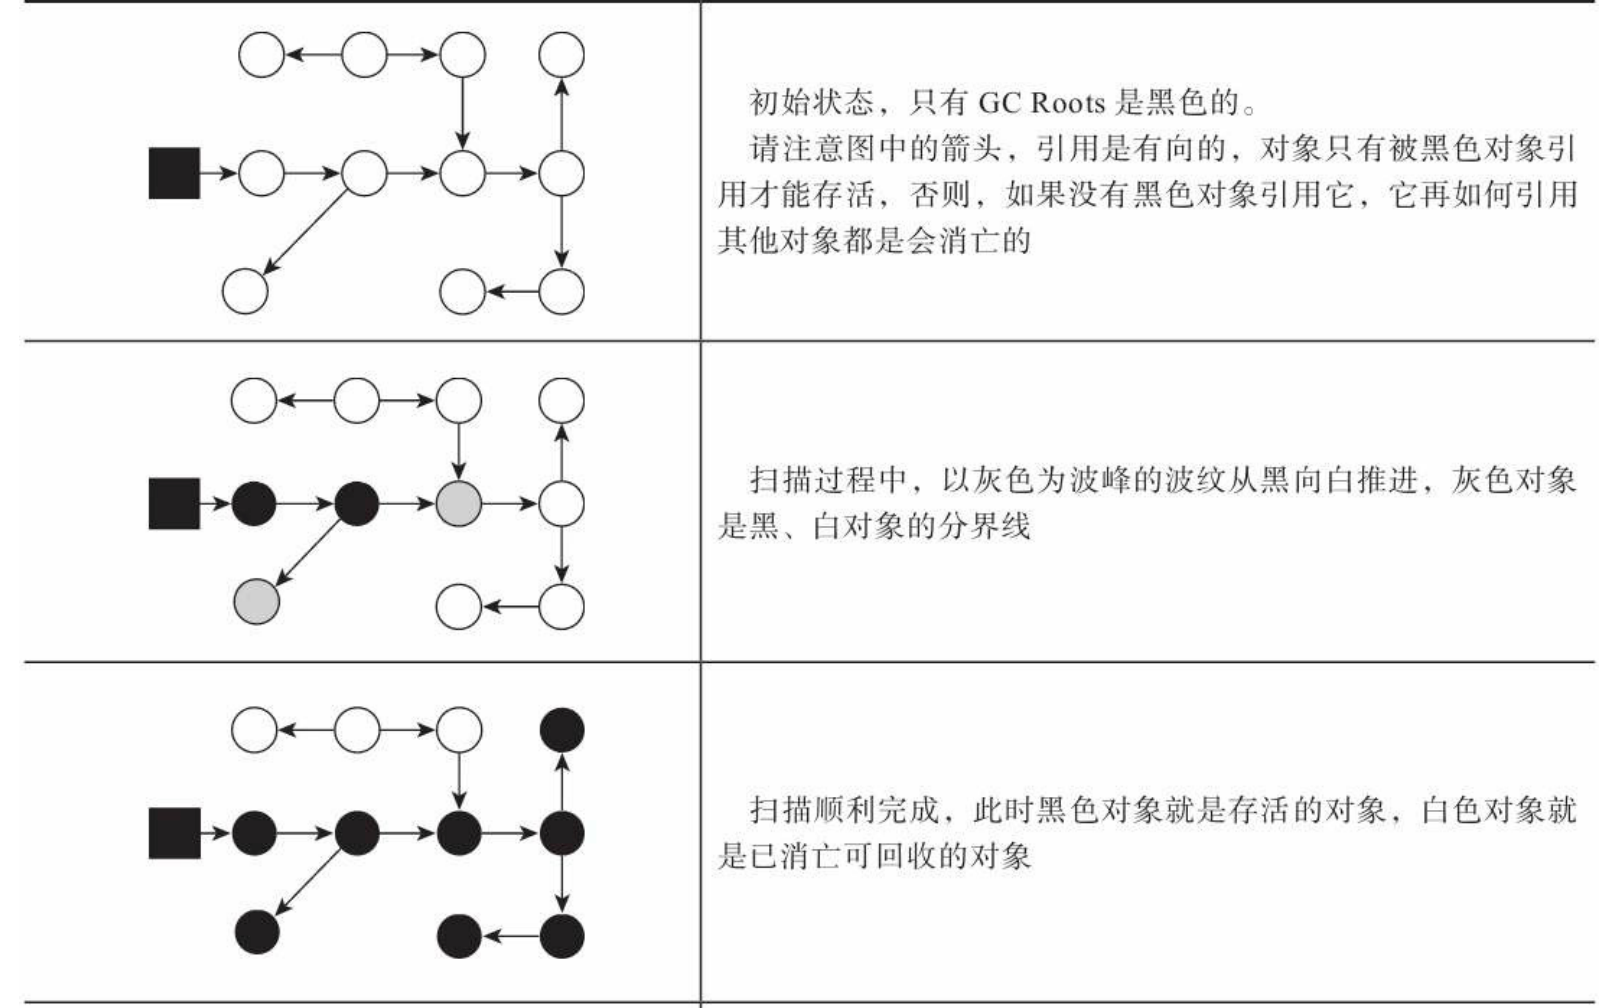 初始状态，只有 GC Roots 是黑色的。
请注意图中的箭头，引用是有向的，对象只有被黑色对象引
用才能存活，否则，如果没有黑色对象引用它，它再如何引用
其他对象都是会消亡的
扫描过程中，以灰色为波峰的波纹从黑向白推进，灰色对象
是黑、白对象的分界线
扫描顺利完成，此时黑色对象就是存活的对象，白色对象就
是已消亡可回收的对象